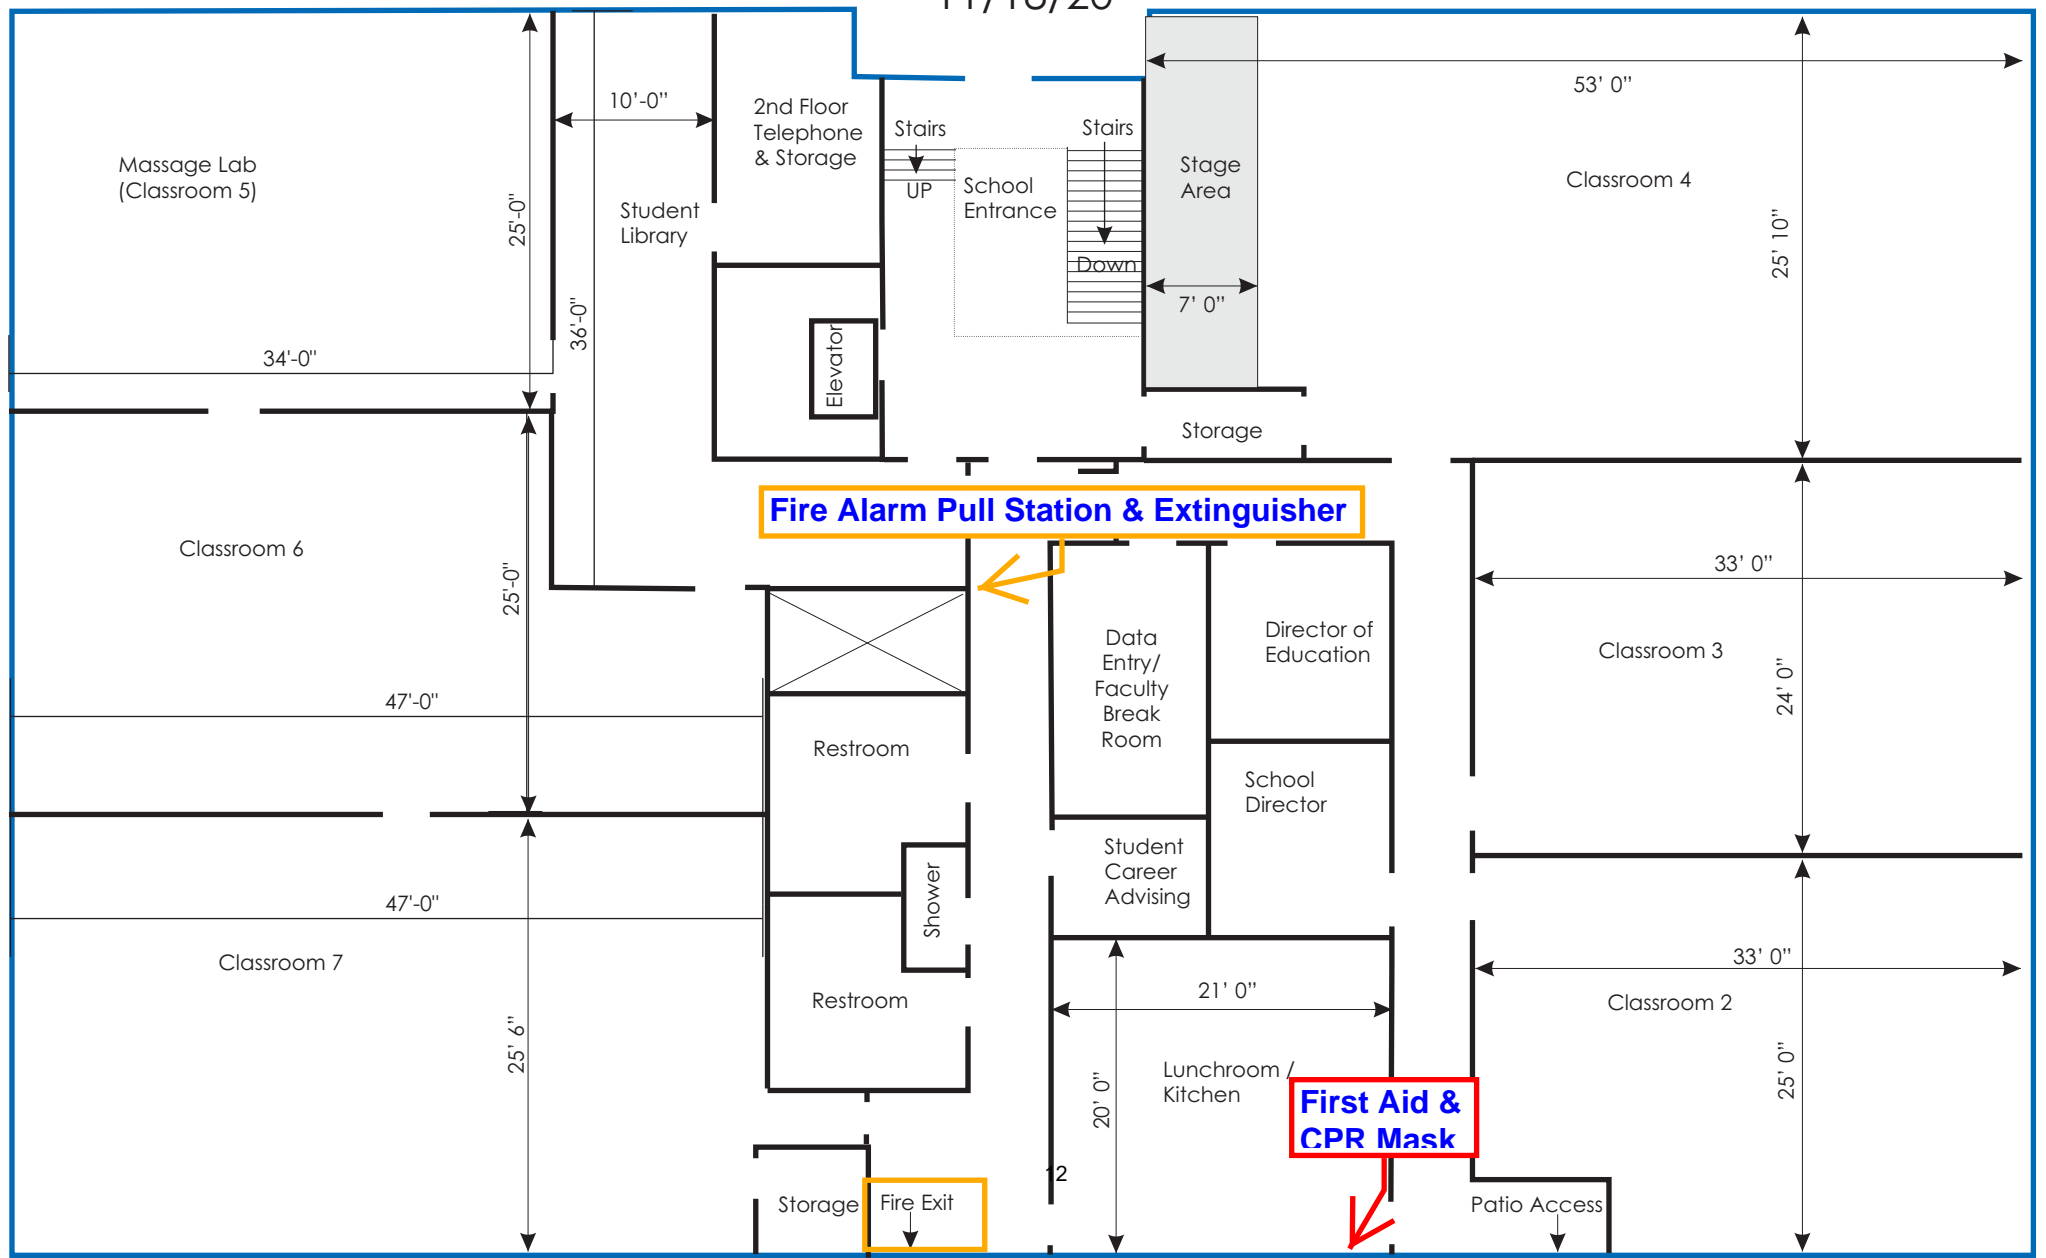 11/18/20
53’ 0”
10’-0”
2nd Floor
Telephone
& Storage
Stairs
Stairs
Massage Lab
(Classroom 5)
Stage
Area
Classroom 4
UP
School
Entrance
Student
Library
25'-0"
25’ 10”
Down
7’ 0”
36'-0"
34'-0"
Elevator
Storage
Fire Alarm Pull Station & Extinguisher
Classroom 6
33’ 0”
25'-0"
Data
Entry/
Faculty
Break
Room
Director of
Education
Classroom 3
24’ 0”
47'-0"
Restroom
School
Director
Student
Career
Advising
47'-0"
Shower
Classroom 7
33’ 0”
21’ 0”
Restroom
Classroom 2
25’ 6”
20’ 0”
25’ 0”
Lunchroom /
Kitchen
First Aid &
CPR Mask
12
Storage
Fire Exit
Patio Access